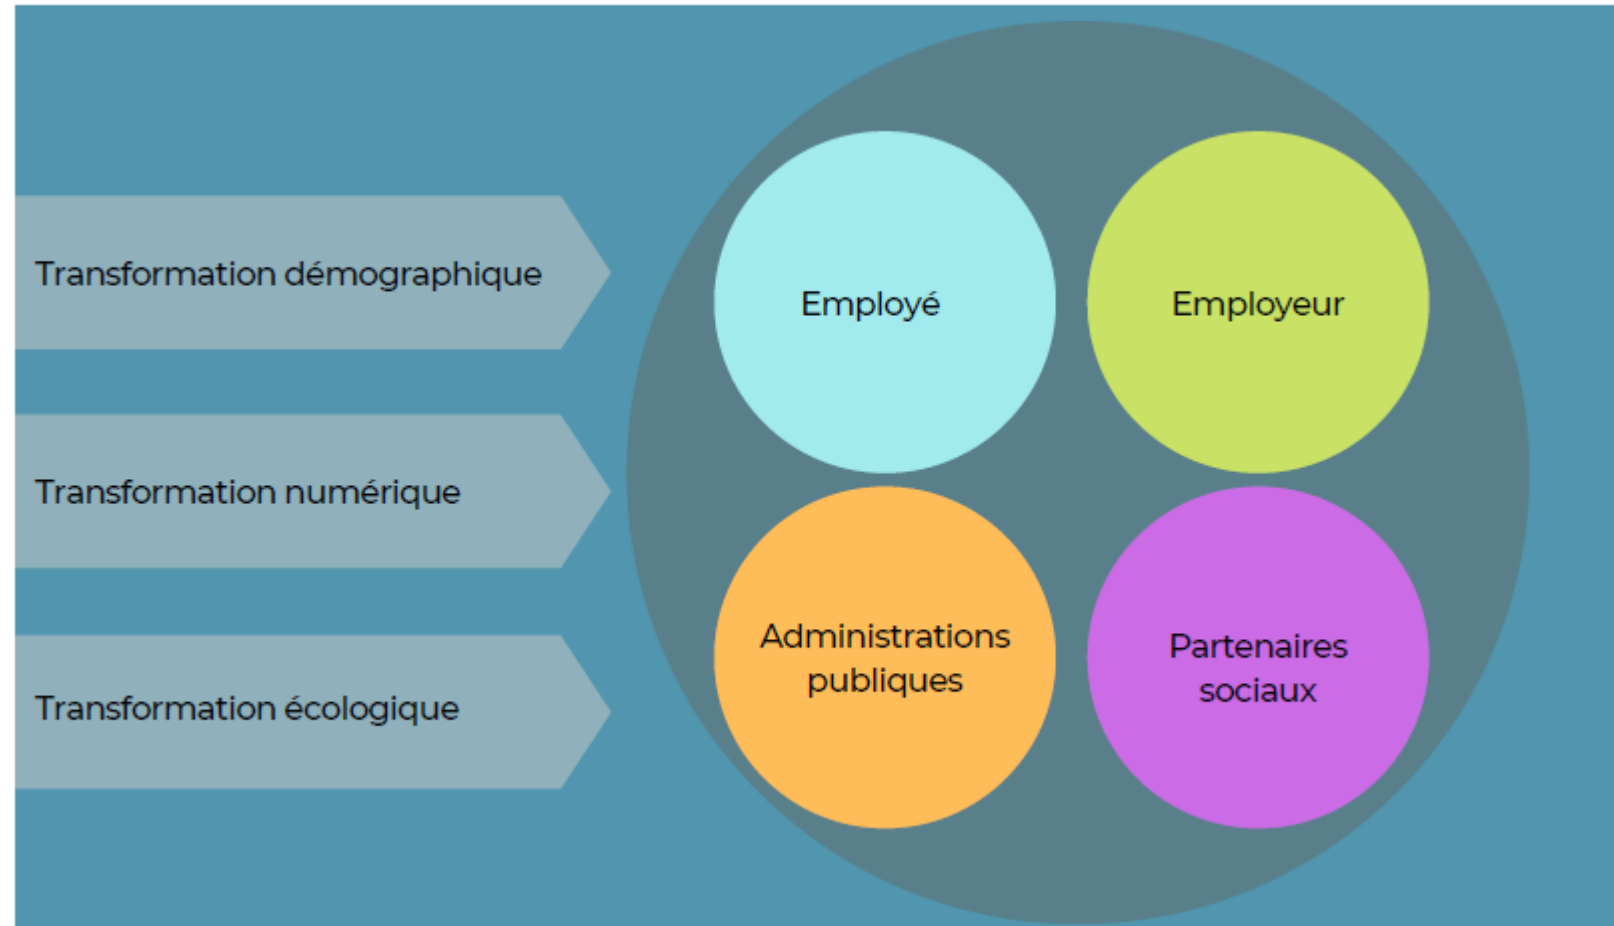 Transformation démographique
Transformation numérique
Transformation écologique
Employé
Employeur
Administrations
publiques
Partenaires
sociaux